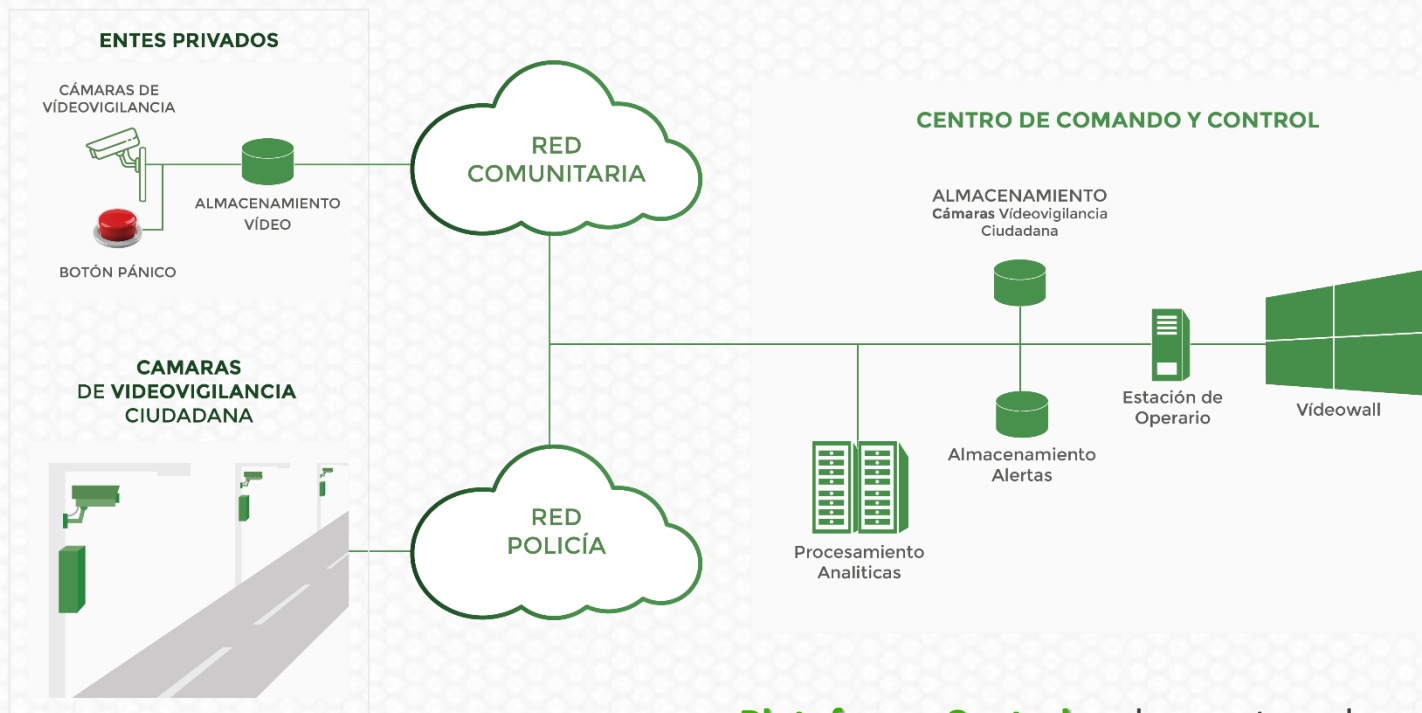 ENTES PRIVADOS
CÁMARAS DE
VÍDEOVIGILANCIA
ALMACENAMIENTO
VÍDEO
BOTÓN PÁNICO
CAMARAS
DE VIDEOVIGILANCIA
CIUDADANA
RED
COMUNITARIA
RED
POLICÍA
CENTRO DE COMANDO Y CONTROL
ALMACENAMIENTO
Cámaras Vídeovigilancia
Ciudadana
Almacenamiento
Alertas
Procesamiento
Analiticas
Estación de
Operario
Vídeowall